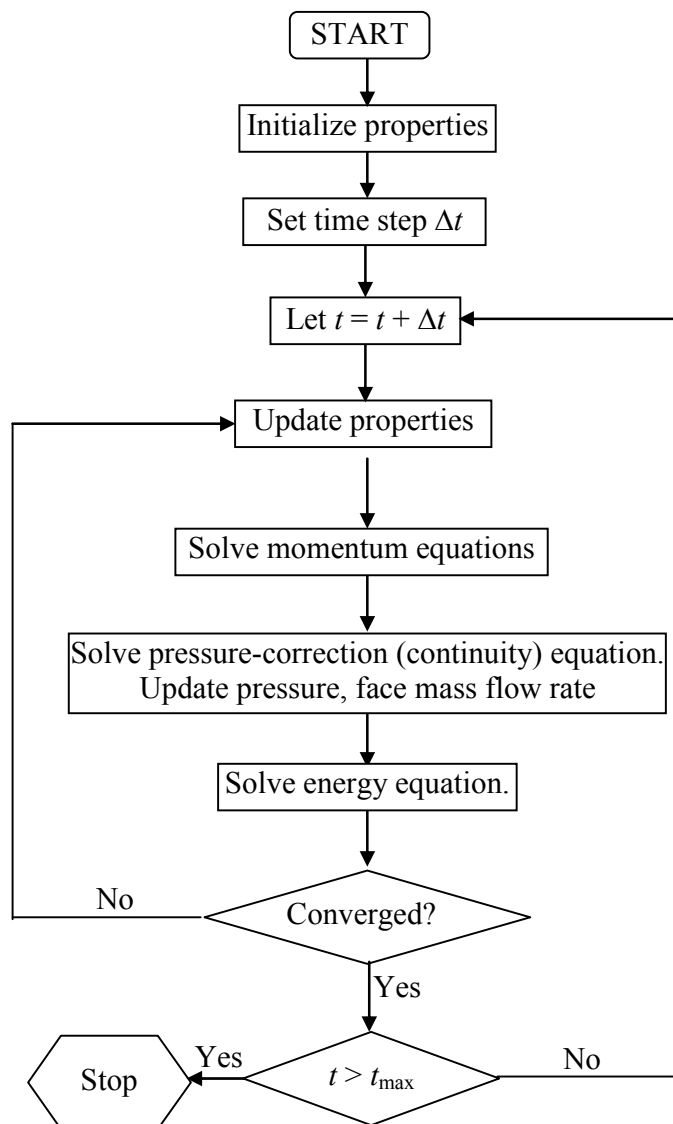 START
Initialize properties
Set time step Δt
Let t = t + Δt
Update properties
Solve momentum equations
Solve pressure-correction (continuity) equation.
Update pressure, face mass flow rate
Solve energy equation.
No
Converged?
Yes
Yes
No
Stop
t > tmax